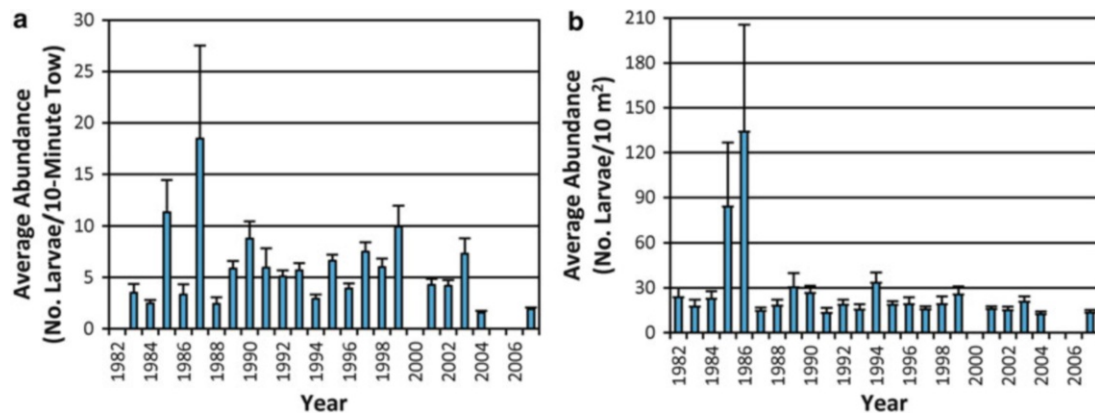 a
30
25
20
15
10
5
0
Average Abundance
(No. Larvae/10-Minute Tow)
1982 1984 1986 1988 1990 1992 1994 1996 1998 2000 2002 2004 2006
Year
b
210
180
150
120
90
60
30
0
Average Abundance
(No. Larvae/10 m²)
1982 1984 1986 1988 1990 1992 1994 1996 1998 2000 2002 2004 2006
Year